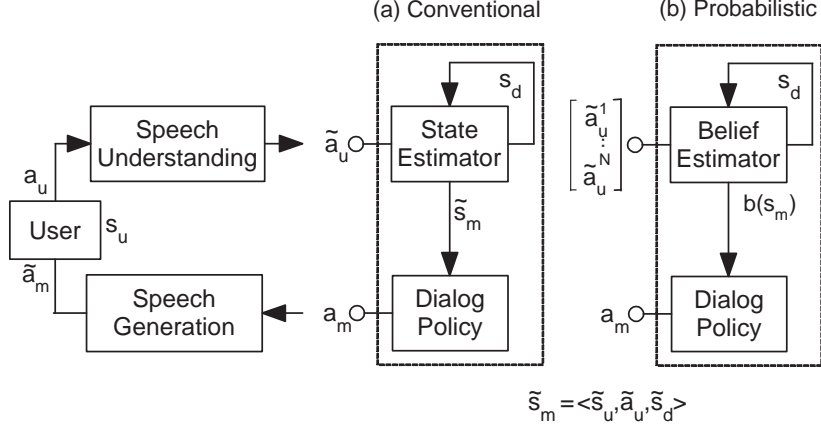 (a) Conventional
(b) Probabilistic
s_d
s_d
Speech
Understanding
ã_u
State
Estimator
ã_u^1
⋮
ã_u^N
Belief
Estimator
a_u
User
s_u
s̃_m
b(s_m)
ã_m
Speech
Generation
a_m
Dialog
Policy
a_m
Dialog
Policy
s̃_m = <s̃_u,ã_u,s̃_d>